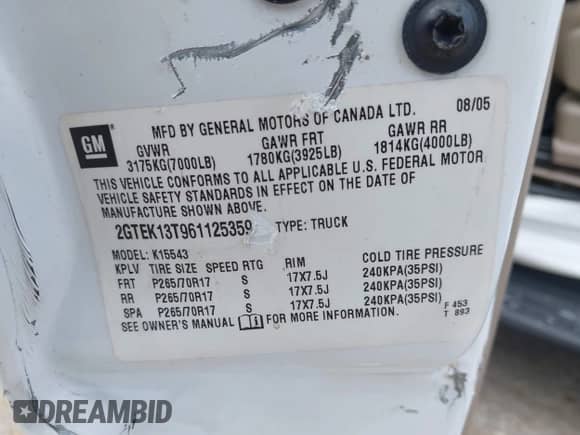 MFD BY GENERAL MOTORS OF CANADA LTD. 08/05
GM
GVWR GAWR FRT GAWR RR
3175KG(7000LB) 1780KG(3925LB) 1814KG(4000LB)
THIS VEHICLE CONFORMS TO ALL APPLICABLE U.S. FEDERAL MOTOR
VEHICLE SAFETY STANDARDS IN EFFECT ON THE DATE OF
MANUFACTURE SHOWN ABOVE.
2GTEK13T961125359 TYPE: TRUCK
MODEL: K15543
KPLV TIRE SIZE SPEED RTG RIM COLD TIRE PRESSURE
FRT P265/70R17 S 17X7.5J 240KPA(35PSI)
RR P265/70R17 S 17X7.5J 240KPA(35PSI)
SPA P265/70R17 S 17X7.5J 240KPA(35PSI)
SEE OWNER'S MANUAL FOR MORE INFORMATION.
F 453
T 893
DREAMBID